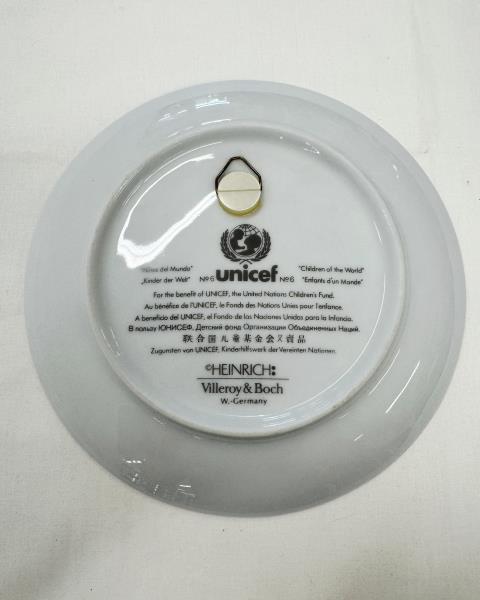 "Niños del Mundo" "Children of the World"
„Kinder der Welt" Nº 6 unicef Nº 6 "Enfants d'un Monde"
For the benefit of UNICEF, the United Nations Children's Fund.
Au bénéfice de l'UNICEF, le Fonds des Nations Unies pour l'enfance.
A beneficio del UNICEF, el Fondo de las Naciones Unidas para la Infancia.
В пользу ЮНИСЕФ, Детский фонд Организации Объединенных Наций.
联合国儿童基金会义卖品
Zugunsten von UNICEF, Kinderhilfswerk der Vereinten Nationen.
©HEINRICH:
Villeroy & Boch
W.-Germany